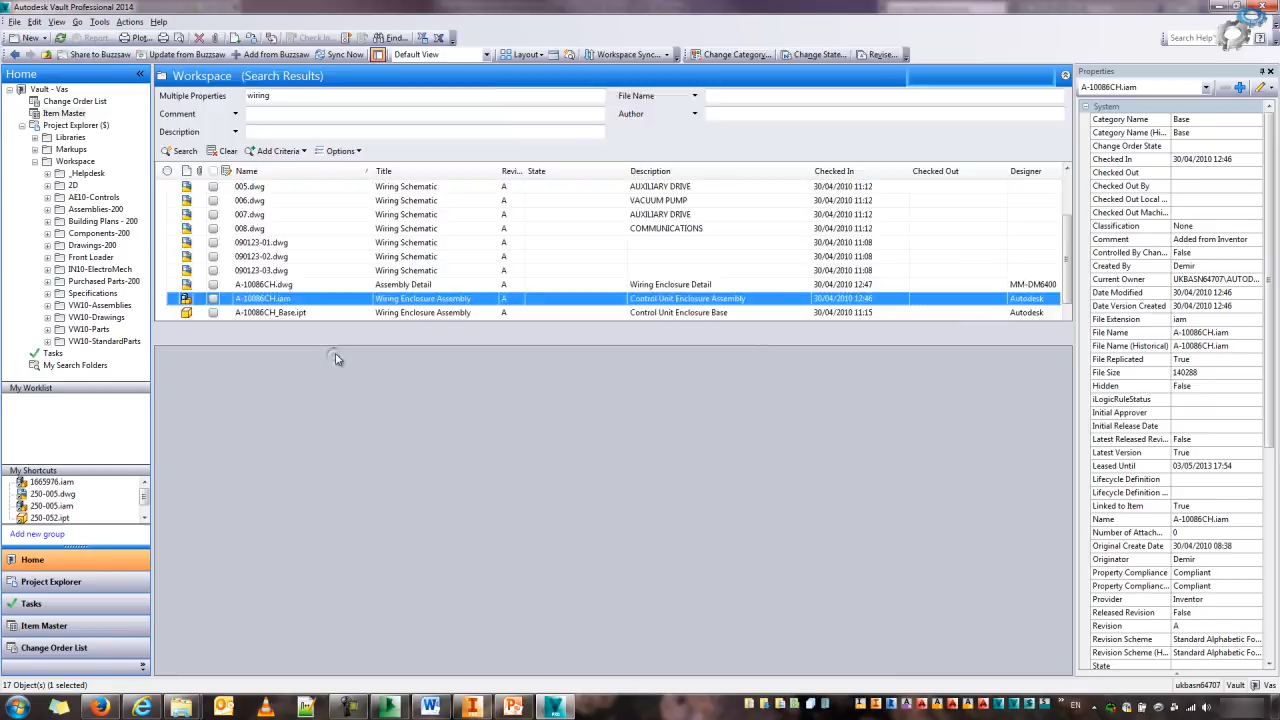 Autodesk Vault Professional 2014
File Edit View Go Tools Actions Help
New Report... Plot... Check In... Find... Search Help
Share to Buzzsaw Update from Buzzsaw Add from Buzzsaw Sync Now Default View Layout Workspace Sync... Change Category... Change State... Revise...
Home «
Vault - Vas
Change Order List
Item Master
Project Explorer ($)
Libraries
Markups
Workspace
_Helpdesk
2D
AE10-Controls
Assemblies-200
Building Plans - 200
Components-200
Drawings-200
Front Loader
IN10-ElectroMech
Purchased Parts-200
Specifications
VW10-Assemblies
VW10-Drawings
VW10-Parts
VW10-StandardParts
Tasks
My Search Folders
My Worklist
My Shortcuts
1665976.iam
250-005.dwg
250-005.iam
250-052.ipt
Add new group
Home
Project Explorer
Tasks
Item Master
Change Order List
Workspace (Search Results)
Multiple Properties wiring File Name
Comment Author
Description
Search Clear Add Criteria Options
Name Title Revi... State Description Checked In Checked Out Designer
005.dwg Wiring Schematic A AUXILIARY DRIVE 30/04/2010 11:12
006.dwg Wiring Schematic A VACUUM PUMP 30/04/2010 11:12
007.dwg Wiring Schematic A AUXILIARY DRIVE 30/04/2010 11:12
008.dwg Wiring Schematic A COMMUNICATIONS 30/04/2010 11:12
090123-01.dwg Wiring Schematic A 30/04/2010 11:08
090123-02.dwg Wiring Schematic A 30/04/2010 11:08
090123-03.dwg Wiring Schematic A 30/04/2010 11:08
A-10086CH.dwg Assembly Detail A Wiring Enclosure Detail 30/04/2010 12:47 MM-DM6400
A-10086CH.iam Wiring Enclosure Assembly A Control Unit Enclosure Assembly 30/04/2010 12:46 Autodesk
A-10086CH_Base.ipt Wiring Enclosure Assembly A Control Unit Enclosure Base 30/04/2010 11:15 Autodesk
Properties
A-10086CH.iam
System
Category Name Base
Category Name (Hi... Base
Change Order State
Checked In 30/04/2010 12:46
Checked Out
Checked Out By
Checked Out Local ...
Checked Out Machi...
Classification None
Comment Added from Inventor
Controlled By Chan... False
Created By Demir
Current Owner UKBASN64707\AUTOD...
Date Modified 30/04/2010 12:46
Date Version Created 30/04/2010 12:46
File Extension iam
File Name A-10086CH.iam
File Name (Historical) A-10086CH.iam
File Replicated True
File Size 140288
Hidden False
iLogicRuleStatus
Initial Approver
Initial Release Date
Latest Released Revi... False
Latest Version True
Leased Until 03/05/2013 17:54
Lifecycle Definition
Lifecycle Definition ...
Linked to Item True
Name A-10086CH.iam
Number of Attach... 0
Original Create Date 30/04/2010 08:38
Originator Demir
Property Compliance Compliant
Property Complianc... Compliant
Provider Inventor
Released Revision False
Revision A
Revision Scheme Standard Alphabetic Fo...
Revision Scheme (H... Standard Alphabetic Fo...
State
17 Object(s) (1 selected) ukbasn64707 Vault Vas
EN